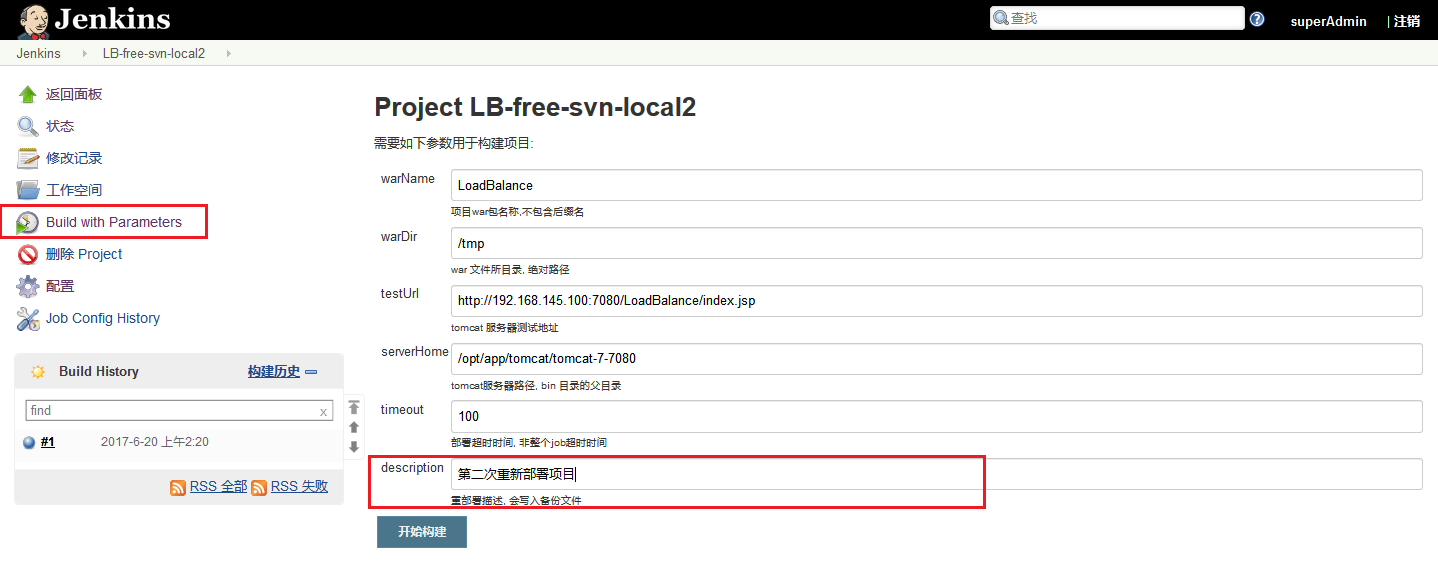 Jenkins
查找
superAdmin | 注销
Jenkins LB-free-svn-local2
返回面板
状态
修改记录
工作空间
Build with Parameters
删除 Project
配置
Job Config History
Build History 构建历史
find x
#1 2017-6-20 上午2:20
RSS 全部 RSS 失败
Project LB-free-svn-local2
需要如下参数用于构建项目:
warName LoadBalance
项目war包名称,不包含后缀名
warDir /tmp
war 文件所目录, 绝对路径
testUrl http://192.168.145.100:7080/LoadBalance/index.jsp
tomcat 服务器测试地址
serverHome /opt/app/tomcat/tomcat-7-7080
tomcat服务器路径, bin 目录的父目录
timeout 100
部署超时时间, 非整个job超时时间
description 第二次重新部署项目
重部署描述, 会写入备份文件
开始构建